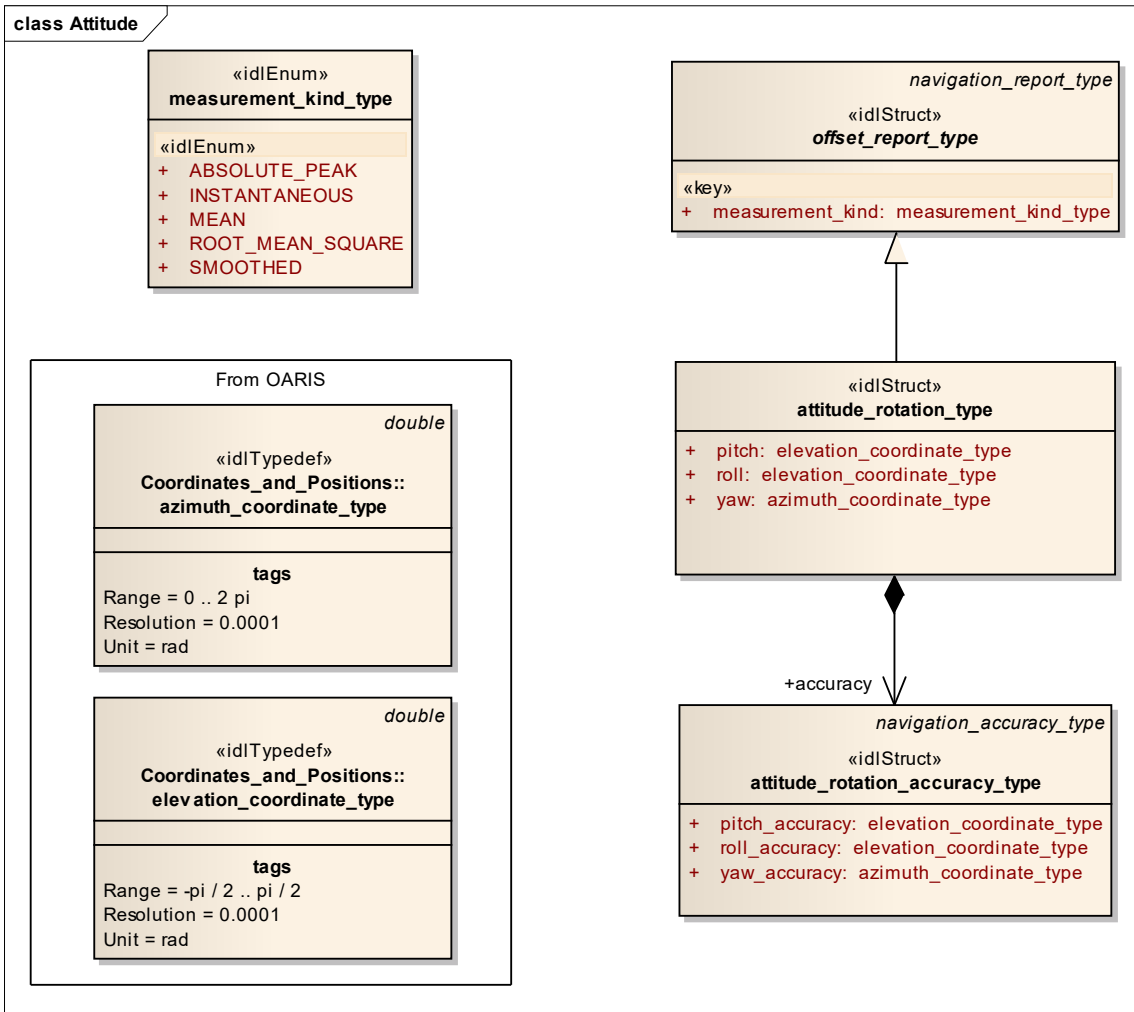 class Attitude
«idlEnum»
measurement_kind_type
«idlEnum»
+ ABSOLUTE_PEAK
+ INSTANTANEOUS
+ MEAN
+ ROOT_MEAN_SQUARE
+ SMOOTHED
navigation_report_type
«idlStruct»
offset_report_type
«key»
+ measurement_kind: measurement_kind_type
From OARIS
double
«idlTypedef»
Coordinates_and_Positions::
azimuth_coordinate_type
tags
Range = 0 .. 2 pi
Resolution = 0.0001
Unit = rad
double
«idlTypedef»
Coordinates_and_Positions::
elevation_coordinate_type
tags
Range = -pi / 2 .. pi / 2
Resolution = 0.0001
Unit = rad
«idlStruct»
attitude_rotation_type
+ pitch: elevation_coordinate_type
+ roll: elevation_coordinate_type
+ yaw: azimuth_coordinate_type
+accuracy
navigation_accuracy_type
«idlStruct»
attitude_rotation_accuracy_type
+ pitch_accuracy: elevation_coordinate_type
+ roll_accuracy: elevation_coordinate_type
+ yaw_accuracy: azimuth_coordinate_type